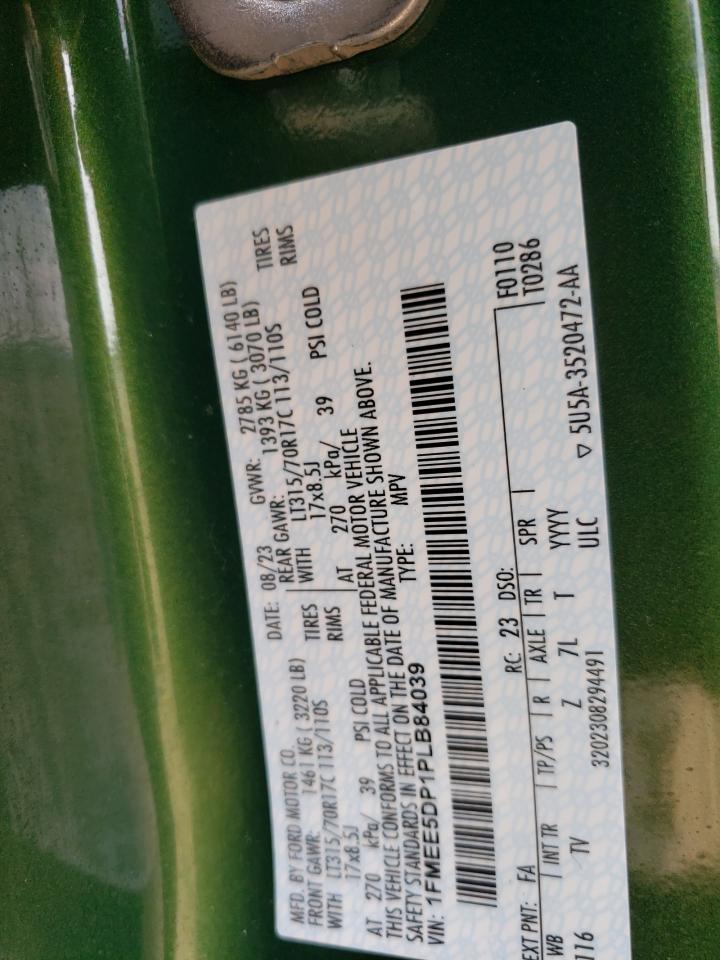 MFD. BY FORD MOTOR CO.
DATE: 08/23 GVWR: 2785 KG ( 6140 LB)
FRONT GAWR: 1461 KG ( 3220 LB) REAR GAWR: 1393 KG ( 3070 LB)
WITH LT315/70R17C 113/110S TIRES WITH LT315/70R17C 113/110S TIRES
17x8.5J RIMS 17x8.5J RIMS
AT 270 kPa/ 39 PSI COLD AT 270 kPa/ 39 PSI COLD
THIS VEHICLE CONFORMS TO ALL APPLICABLE FEDERAL MOTOR VEHICLE
SAFETY STANDARDS IN EFFECT ON THE DATE OF MANUFACTURE SHOWN ABOVE.
VIN: 1FMEE5DP1PLB84039 TYPE: MPV
EXT PNT: FA RC: 23 DSO: F0110
WB INT TR TP/PS R AXLE TR SPR T0286
116 TV Z 7L T YYYY
3202308294491 ULC ▽ 5U5A-3520472-AA